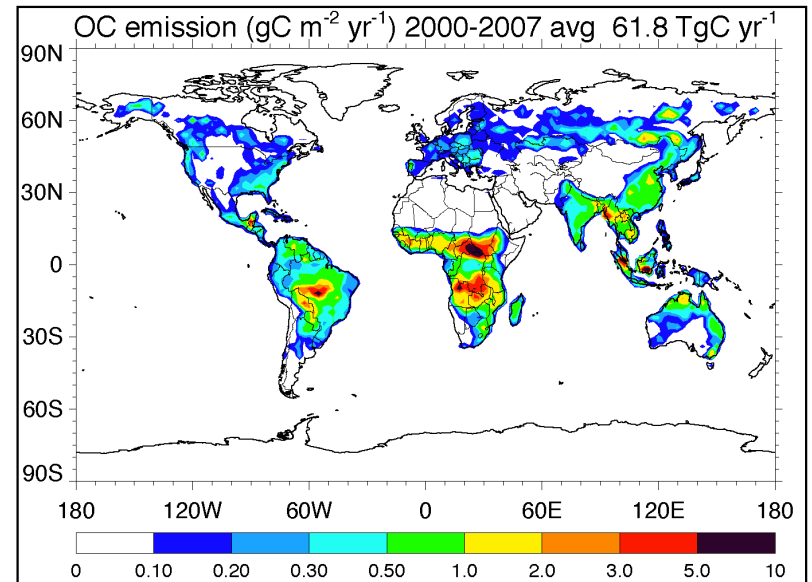 OC emission (gC m⁻² yr⁻¹) 2000-2007 avg 61.8 TgC yr⁻¹
90N
60N
30N
0
30S
60S
90S
180 120W 60W 0 60E 120E 180
0 0.10 0.20 0.30 0.50 1.0 2.0 3.0 5.0 10